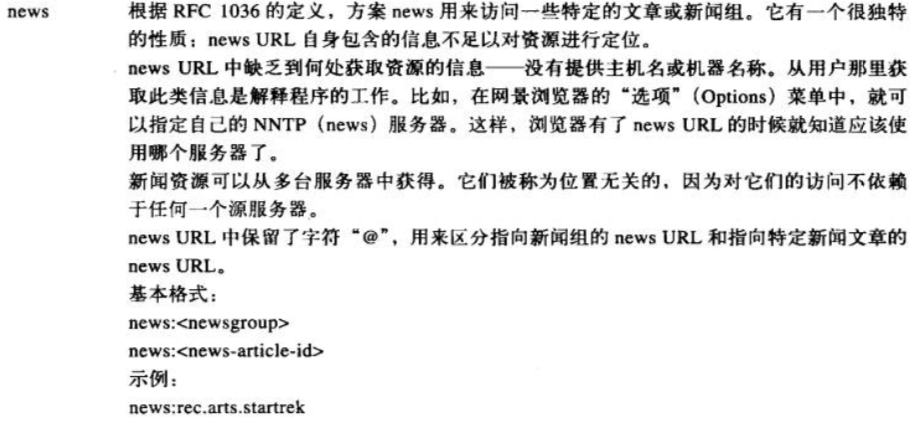 news 根据 RFC 1036 的定义，方案 news 用来访问一些特定的文章或新闻组。它有一个很独特
的性质：news URL 自身包含的信息不足以对资源进行定位。
news URL 中缺乏到何处获取资源的信息——没有提供主机名或机器名称。从用户那里获
取此类信息是解释程序的工作。比如，在网景浏览器的“选项”（Options）菜单中，就可
以指定自己的 NNTP（news）服务器。这样，浏览器有了 news URL 的时候就知道应该使
用哪个服务器了。
新闻资源可以从多台服务器中获得。它们被称为位置无关的，因为对它们的访问不依赖
于任何一个源服务器。
news URL 中保留了字符“@”，用来区分指向新闻组的 news URL 和指向特定新闻文章的
news URL。
基本格式：
news:<newsgroup>
news:<news-article-id>
示例：
news:rec.arts.startrek